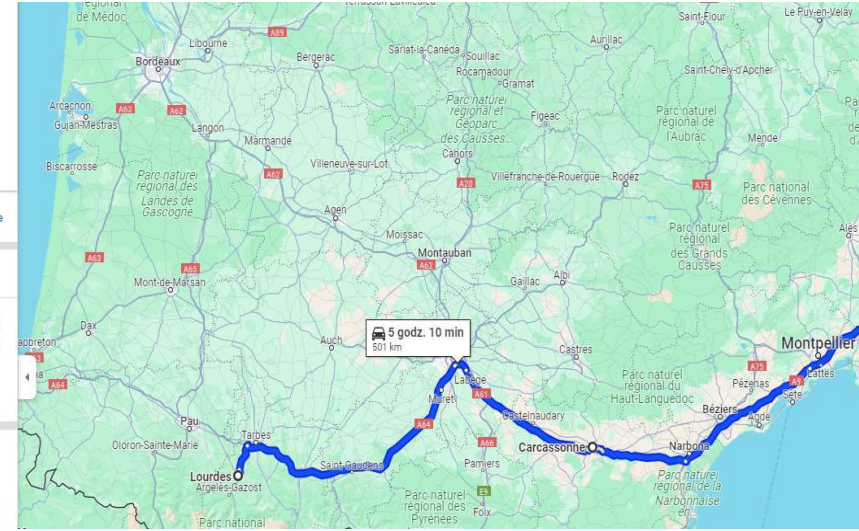 de Médoc
Libourne
A89
Bordeaux
Bergerac
Sarlat-la-Canéda
Souillac
Rocamadour
Gramat
Aurillac
Saint-Flour
Le Puy-en-Velay
Saint-Chély-d'Apcher
Arcachon
Gujan-Mestras
A63
A62
Langon
Marmande
Parc naturel
régional et
Géoparc
des Causses...
Figeac
Parc naturel
régional de
l'Aubrac
Mende
Biscarrosse
Cahors
Villeneuve-sur-Lot
A62
A20
Villefranche-de-Rouergue
Rodez
A75
Parc national
des Cévennes
Parc naturel
régional des
Landes de
Gascogne
Agen
Moissac
Montauban
A62
Parc naturel
régional
des Grands
Causses
Alès
A63
A65
Mont-de-Marsan
Gaillac
Albi
Dax
Auch
5 godz. 10 min
501 km
Castres
Montpellier
Lattes
A64
Labège
Muret
A61
Parc naturel
régional du
Haut-Languedoc
A75
A9
Pézenas
Sète
Béziers
Agde
Castelnaudary
Pau
Tarbes
A64
Oloron-Sainte-Marie
Carcassonne
Narbona
A66
Lourdes
Argelès-Gazost
Saint-Gaudens
Pamiers
E9
Foix
Parc naturel
régional de la
Narbonnaise
en...
Parc naturel
régional des
Pyrénées
Parc national